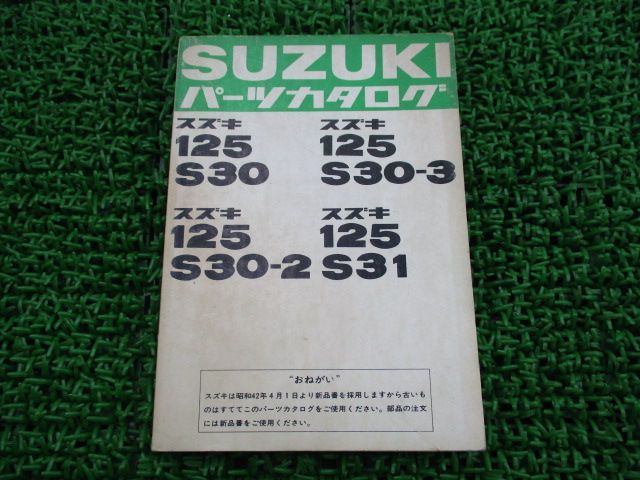 SUZUKI
パーツカタログ
スズキ
125
S30
スズキ
125
S30-3
スズキ
125
S30-2
スズキ
125
S31
“おねがい”
スズキは昭和42年4月1日より新品番を採用しますから古いも
のはすててこのパーツカタログをご使用ください。部品の注文
には新品番をご使用ください。